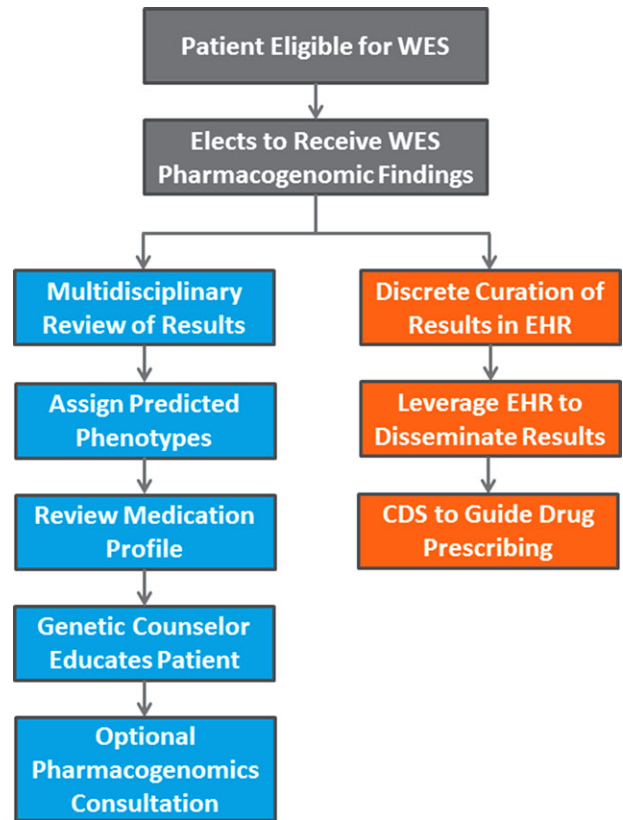 Patient Eligible for WES
Elects to Receive WES
Pharmacogenomic Findings
Multidisciplinary
Review of Results
Assign Predicted
Phenotypes
Review Medication
Profile
Genetic Counselor
Educates Patient
Optional
Pharmacogenomics
Consultation
Discrete Curation of
Results in EHR
Leverage EHR to
Disseminate Results
CDS to Guide Drug
Prescribing